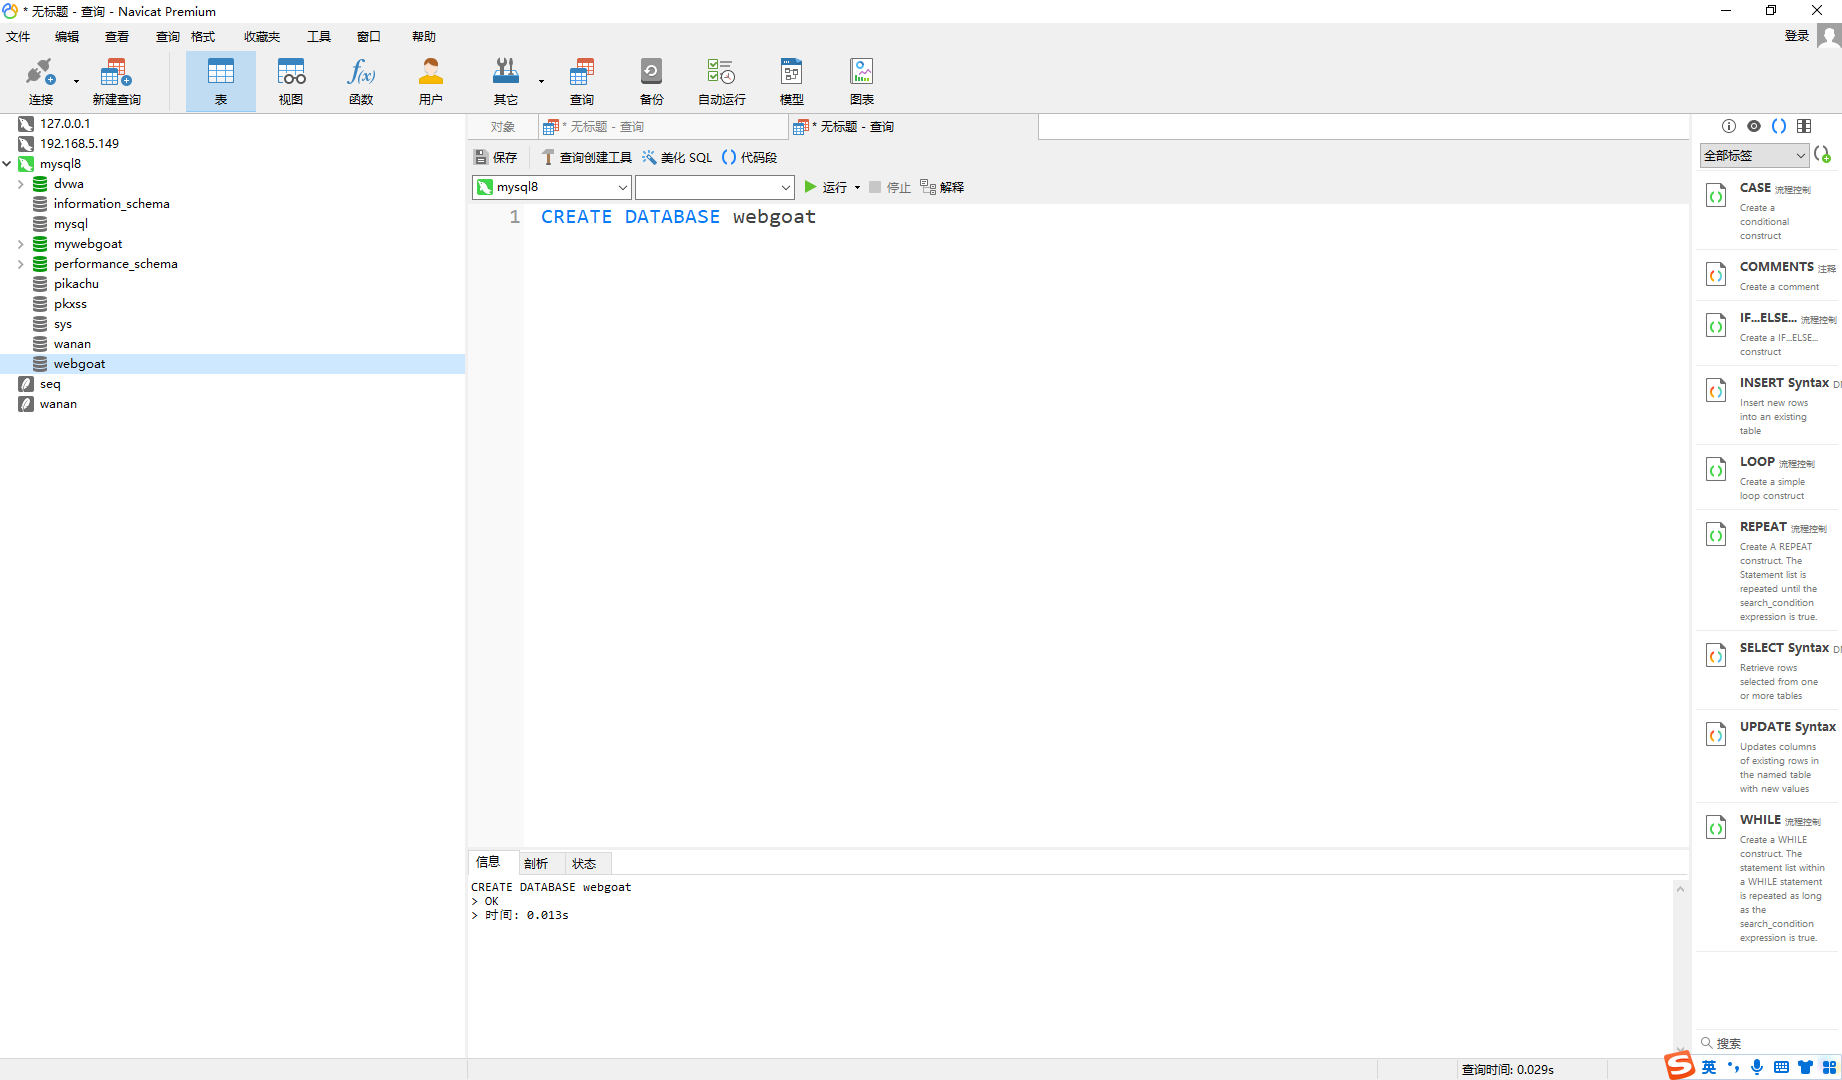 * 无标题 - 查询 - Navicat Premium
文件 编辑 查看 查询 格式 收藏夹 工具 窗口 帮助 登录
连接 新建查询 表 视图 函数 用户 其它 查询 备份 自动运行 模型 图表
127.0.0.1
192.168.5.149
mysql8
dvwa
information_schema
mysql
mywebgoat
performance_schema
pikachu
pkxss
sys
wanan
webgoat
seq
wanan
对象 * 无标题 - 查询 * 无标题 - 查询
保存 查询创建工具 美化 SQL () 代码段
mysql8 运行 停止 解释
1 CREATE DATABASE webgoat
信息 剖析 状态
CREATE DATABASE webgoat
> OK
> 时间: 0.013s
全部标签
CASE 流程控制
Create a
conditional
construct
COMMENTS 注释
Create a comment
IF...ELSE... 流程控制
Create a IF...ELSE...
construct
INSERT Syntax
Insert new rows
into an existing
table
LOOP 流程控制
Create a simple
loop construct
REPEAT 流程控制
Create A REPEAT
construct. The
Statement list is
repeated until the
search_condition
expression is true.
SELECT Syntax
Retrieve rows
selected from one
or more tables
UPDATE Syntax
Updates columns
of existing rows in
the named table
with new values
WHILE 流程控制
Create a WHILE
construct. The
statement list within
a WHILE statement
is repeated as long
as the
search_condition
expression is true.
搜索
查询时间: 0.029s
英